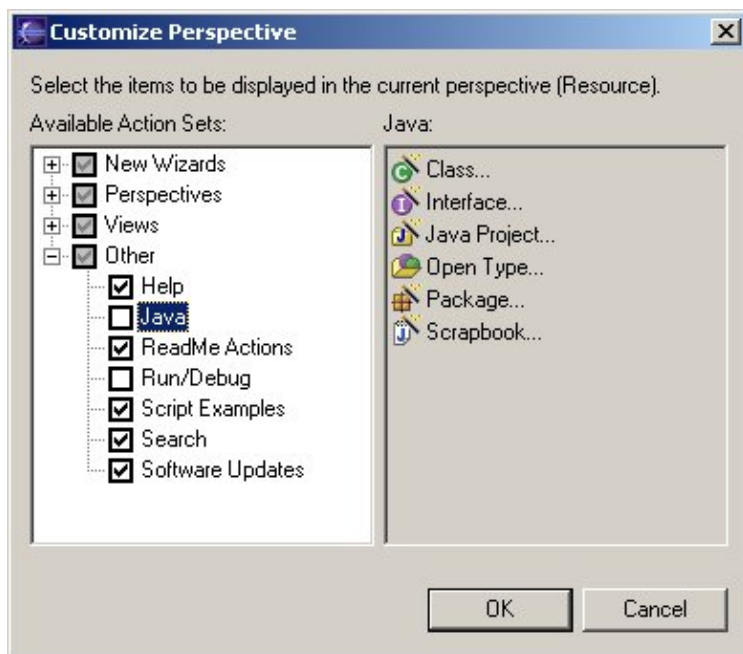 Customize Perspective
Select the items to be displayed in the current perspective (Resource).
Available Action Sets:
New Wizards
Perspectives
Views
Other
Help
Java
ReadMe Actions
Run/Debug
Script Examples
Search
Software Updates
Java:
Class...
Interface...
Java Project...
Open Type...
Package...
Scrapbook...
OK
Cancel